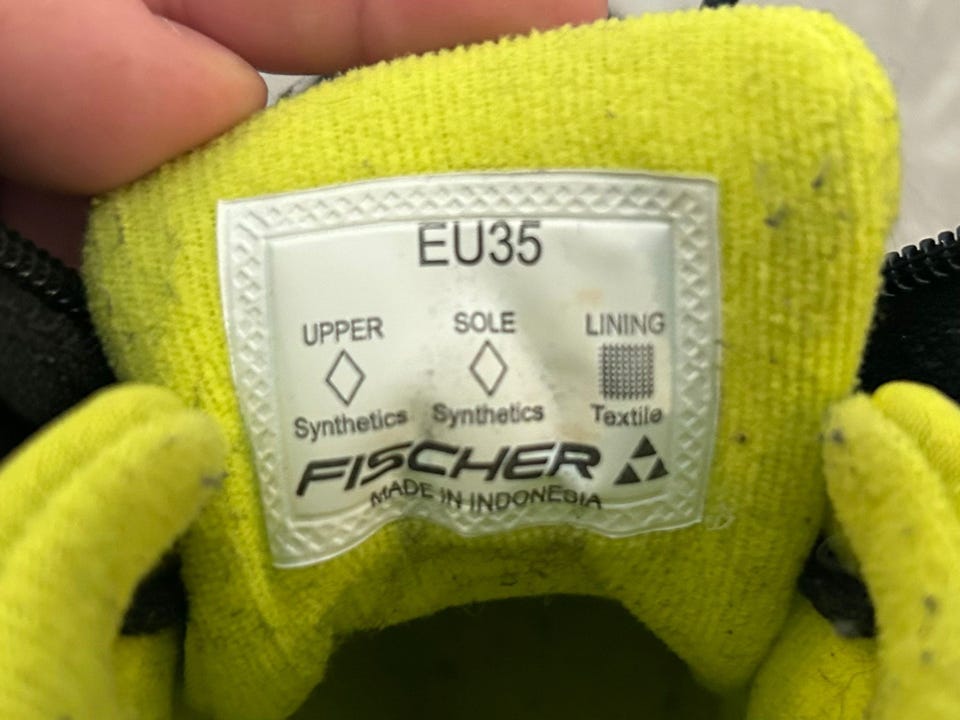 EU35
UPPER SOLE LINING
Synthetics Synthetics Textile
FISCHER
MADE IN INDONESIA